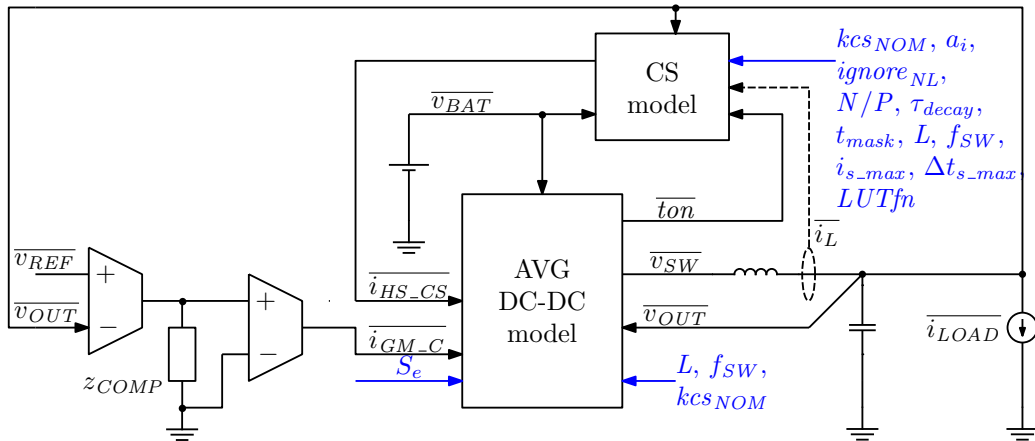 kcs_NOM, a_i,
ignore_NL,
N/P, τ_decay,
t_mask, L, f_SW,
i_s_max, Δt_s_max,
LUTfn
CS
model
v_BAT
ton
i_L
AVG
DC-DC
model
v_REF
v_OUT
+
−
+
−
z_COMP
i_HS_CS
i_GM_C
S_e
v_SW
v_OUT
L, f_SW,
kcs_NOM
i_LOAD